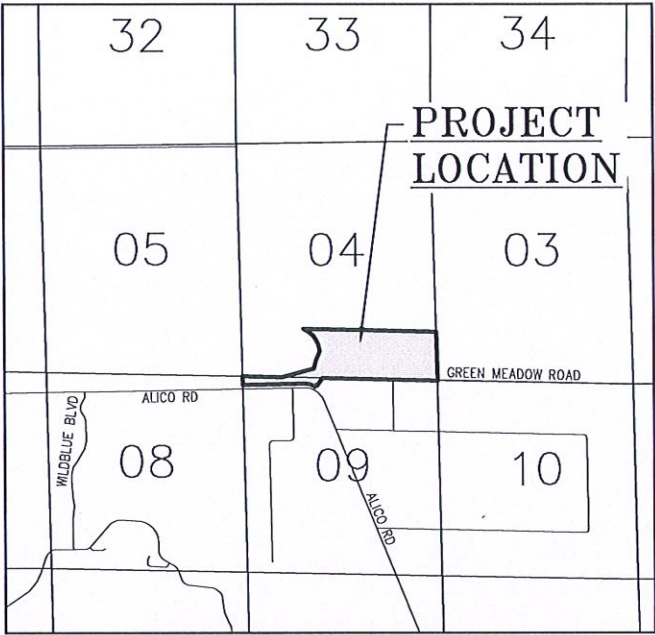 32
33
34
PROJECT
LOCATION
05
04
03
GREEN MEADOW ROAD
ALICO RD
WILDBLUE BLVD
08
09
10
ALICO RD